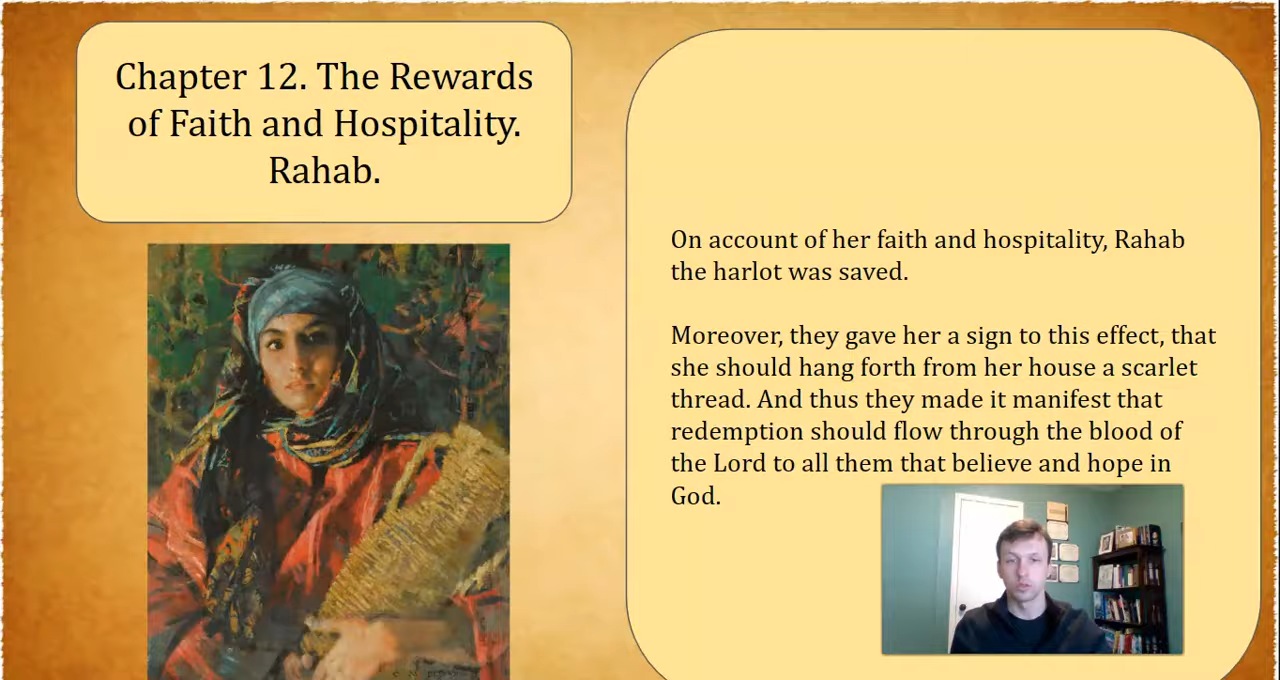 Chapter 12. The Rewards
of Faith and Hospitality.
Rahab.
On account of her faith and hospitality, Rahab
the harlot was saved.
Moreover, they gave her a sign to this effect, that
she should hang forth from her house a scarlet
thread. And thus they made it manifest that
redemption should flow through the blood of
the Lord to all them that believe and hope in
God.